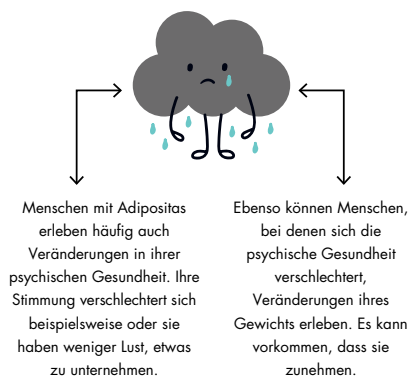 Menschen mit Adipositas
erleben häufig auch
Veränderungen in ihrer
psychischen Gesundheit. Ihre
Stimmung verschlechtert sich
beispielsweise oder sie
haben weniger Lust, etwas
zu unternehmen.
Ebenso können Menschen,
bei denen sich die
psychische Gesundheit
verschlechtert,
Veränderungen ihres
Gewichts erleben. Es kann
vorkommen, dass sie
zunehmen.